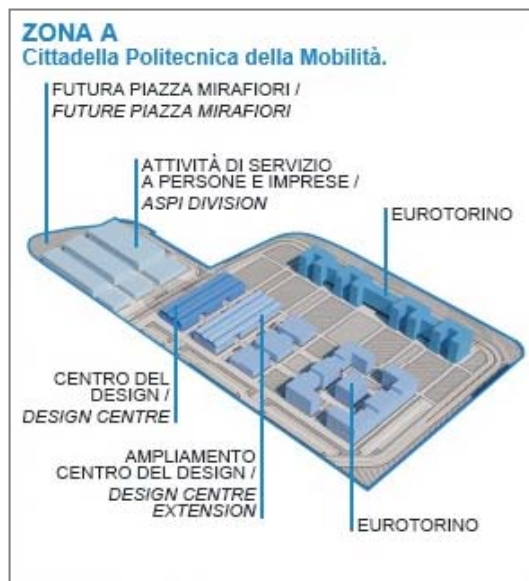 ZONA A
Cittadella Politecnica della Mobilità.
FUTURA PIAZZA MIRAFIORI /
FUTURE PIAZZA MIRAFIORI
ATTIVITÀ DI SERVIZIO
A PERSONE E IMPRESE /
ASPI DIVISION
EUROTORINO
CENTRO DEL
DESIGN /
DESIGN CENTRE
AMPLIAMENTO
CENTRO DEL DESIGN /
DESIGN CENTRE
EXTENSION
EUROTORINO